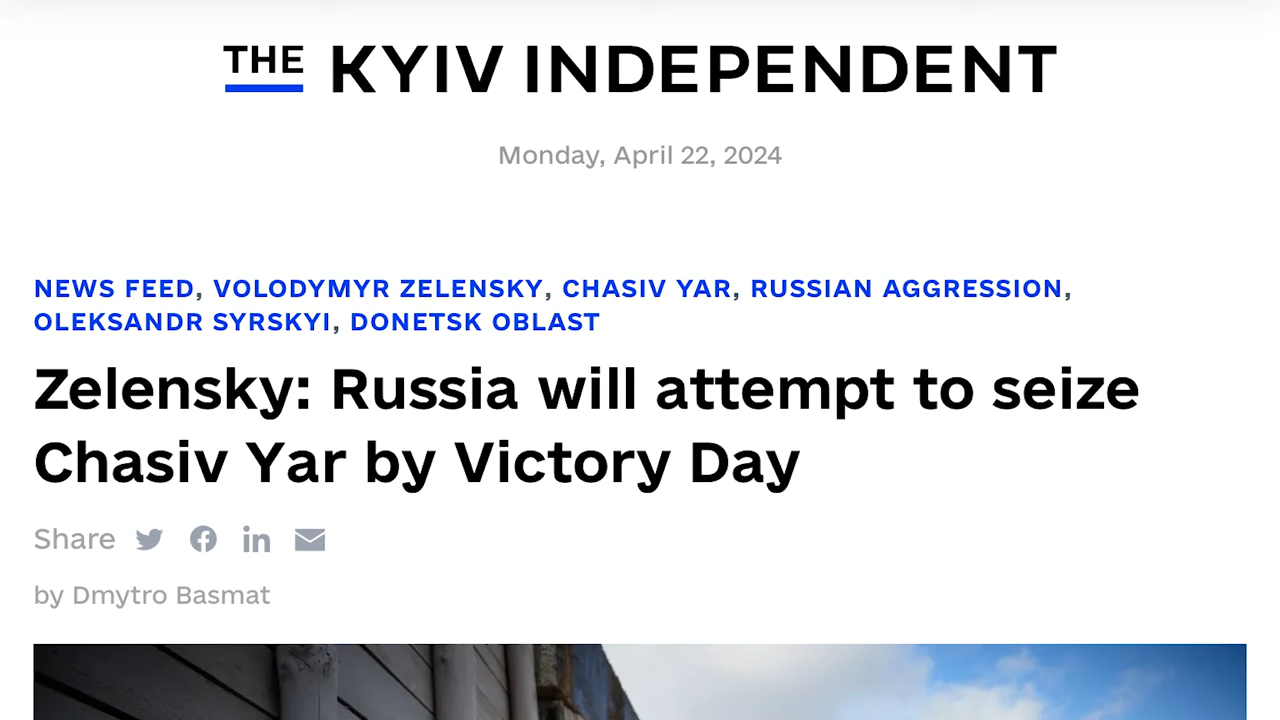 THE KYIV INDEPENDENT
Monday, April 22, 2024
NEWS FEED, VOLODYMYR ZELENSKY, CHASIV YAR, RUSSIAN AGGRESSION,
OLEKSANDR SYRSKYI, DONETSK OBLAST
Zelensky: Russia will attempt to seize
Chasiv Yar by Victory Day
Share
by Dmytro Basmat